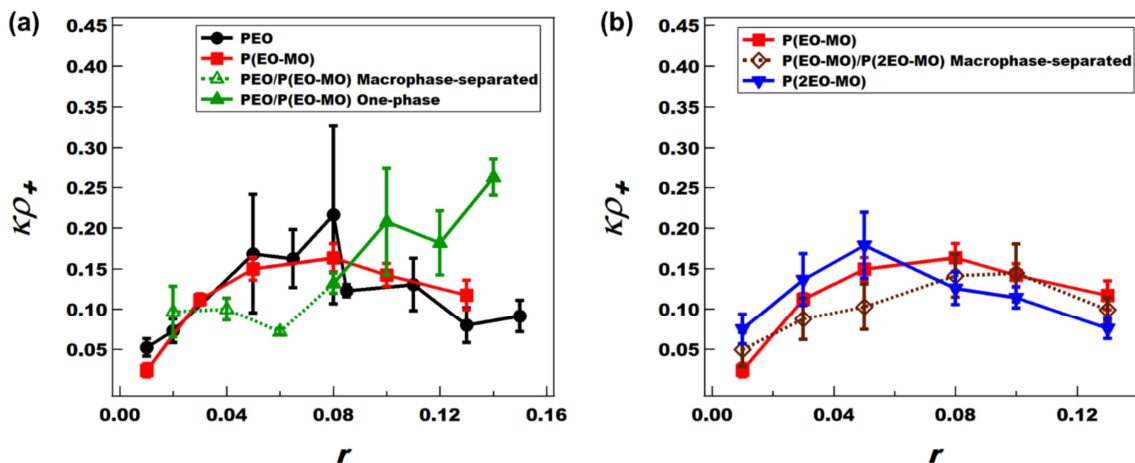 (a)
0.45
0.40
0.35
0.30
0.25
0.20
0.15
0.10
0.05
κρ+
PEO
P(EO-MO)
PEO/P(EO-MO) Macrophase-separated
PEO/P(EO-MO) One-phase
0.00 0.04 0.08 0.12 0.16
r
(b)
0.45
0.40
0.35
0.30
0.25
0.20
0.15
0.10
0.05
κρ+
P(EO-MO)
P(EO-MO)/P(2EO-MO) Macrophase-separated
P(2EO-MO)
0.00 0.04 0.08 0.12
r